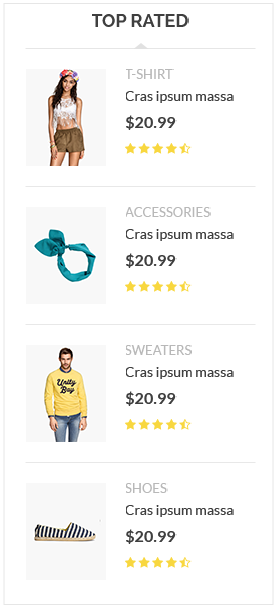 TOP RATED
T-SHIRT
Cras ipsum massa
$20.99
ACCESSORIES
Cras ipsum massa
$20.99
SWEATERS
Cras ipsum massa
$20.99
Unity
Bay
SHOES
Cras ipsum massa
$20.99